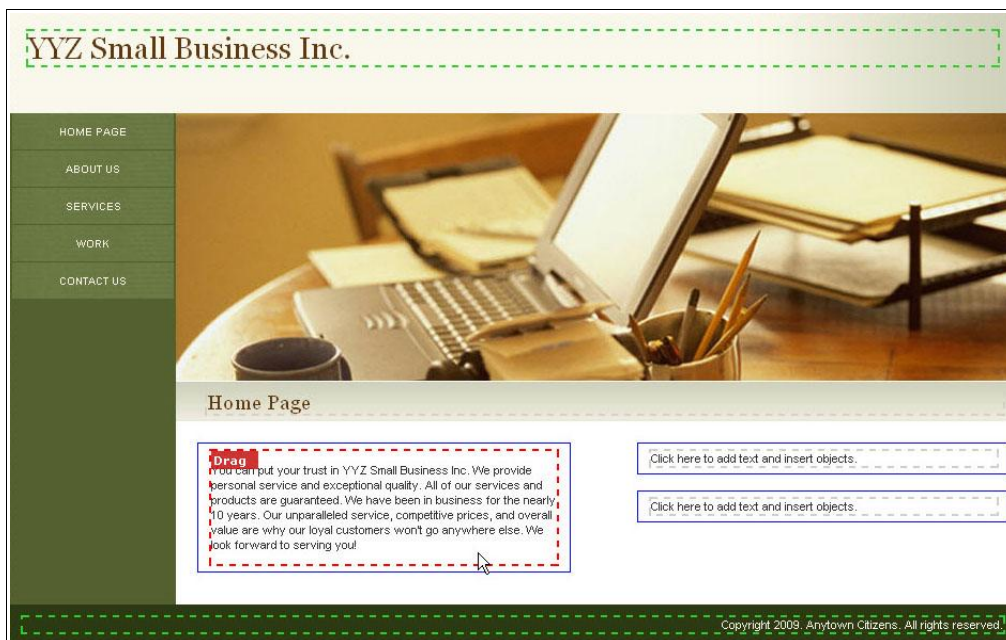 YYZ Small Business Inc.
HOME PAGE
ABOUT US
SERVICES
WORK
CONTACT US
Home Page
Drag
You can put your trust in YYZ Small Business Inc. We provide
personal service and exceptional quality. All of our services and
products are guaranteed. We have been in business for the nearly
10 years. Our unparalleled service, competitive prices, and overall
value are why our loyal customers won't go anywhere else. We
look forward to serving you!
Click here to add text and insert objects.
Click here to add text and insert objects.
Copyright 2009. Anytown Citizens. All rights reserved